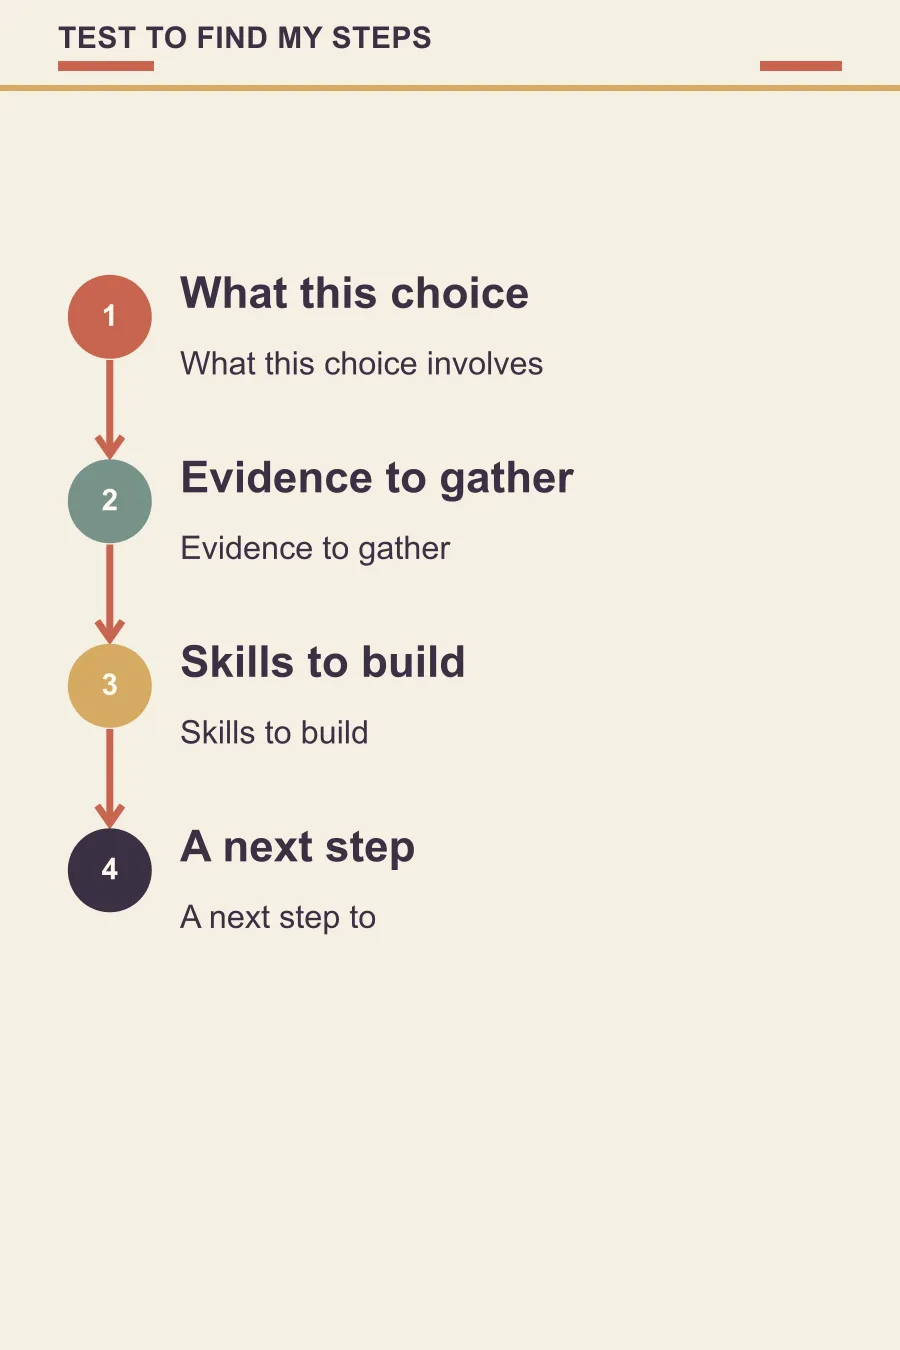 TEST TO FIND MY STEPS
1
What this choice
What this choice involves
2
Evidence to gather
Evidence to gather
3
Skills to build
Skills to build
4
A next step
A next step to